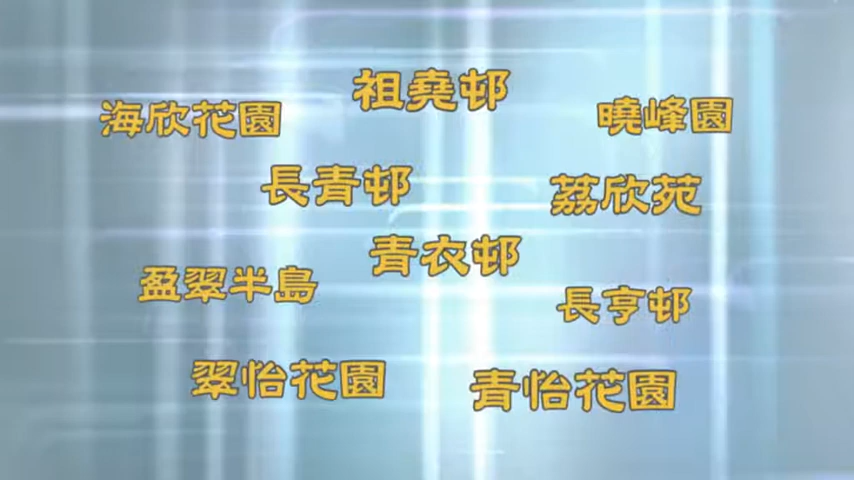 祖堯邨
海欣花園
曉峰園
長青邨
荔欣苑
青衣邨
盈翠半島
長亨邨
翠怡花園
青怡花園